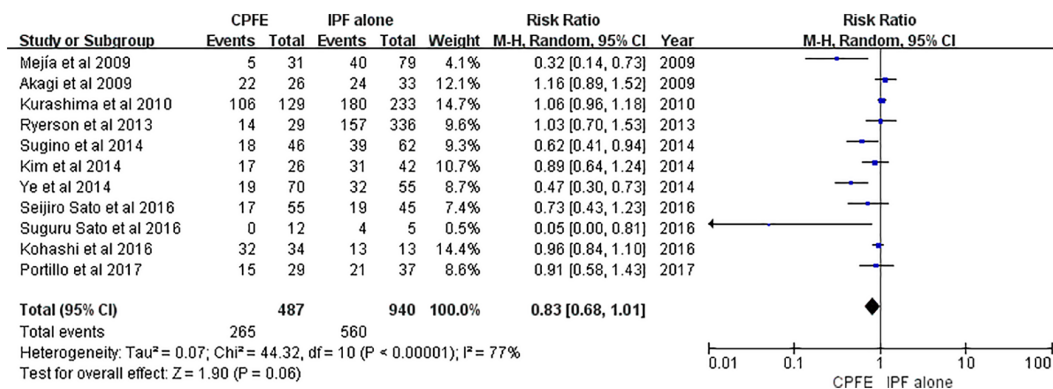 CPFE IPF alone Risk Ratio Risk Ratio
Study or Subgroup Events Total Events Total Weight M-H, Random, 95% CI Year M-H, Random, 95% CI
Mejía et al 2009 5 31 40 79 4.1% 0.32 [0.14, 0.73] 2009
Akagi et al 2009 22 26 24 33 12.1% 1.16 [0.89, 1.52] 2009
Kurashima et al 2010 106 129 180 233 14.7% 1.06 [0.96, 1.18] 2010
Ryerson et al 2013 14 29 157 336 9.6% 1.03 [0.70, 1.53] 2013
Sugino et al 2014 18 46 39 62 9.3% 0.62 [0.41, 0.94] 2014
Kim et al 2014 17 26 31 42 10.7% 0.89 [0.64, 1.24] 2014
Ye et al 2014 19 70 32 55 8.7% 0.47 [0.30, 0.73] 2014
Seijiro Sato et al 2016 17 55 19 45 7.4% 0.73 [0.43, 1.23] 2016
Suguru Sato et al 2016 0 12 4 5 0.5% 0.05 [0.00, 0.81] 2016
Kohashi et al 2016 32 34 13 13 14.4% 0.96 [0.84, 1.10] 2016
Portillo et al 2017 15 29 21 37 8.6% 0.91 [0.58, 1.43] 2017
Total (95% CI) 487 940 100.0% 0.83 [0.68, 1.01]
Total events 265 560
Heterogeneity: Tau² = 0.07; Chi² = 44.32, df = 10 (P < 0.00001); I² = 77%
Test for overall effect: Z = 1.90 (P = 0.06)
0.01 0.1 1 10 100
CPFE IPF alone